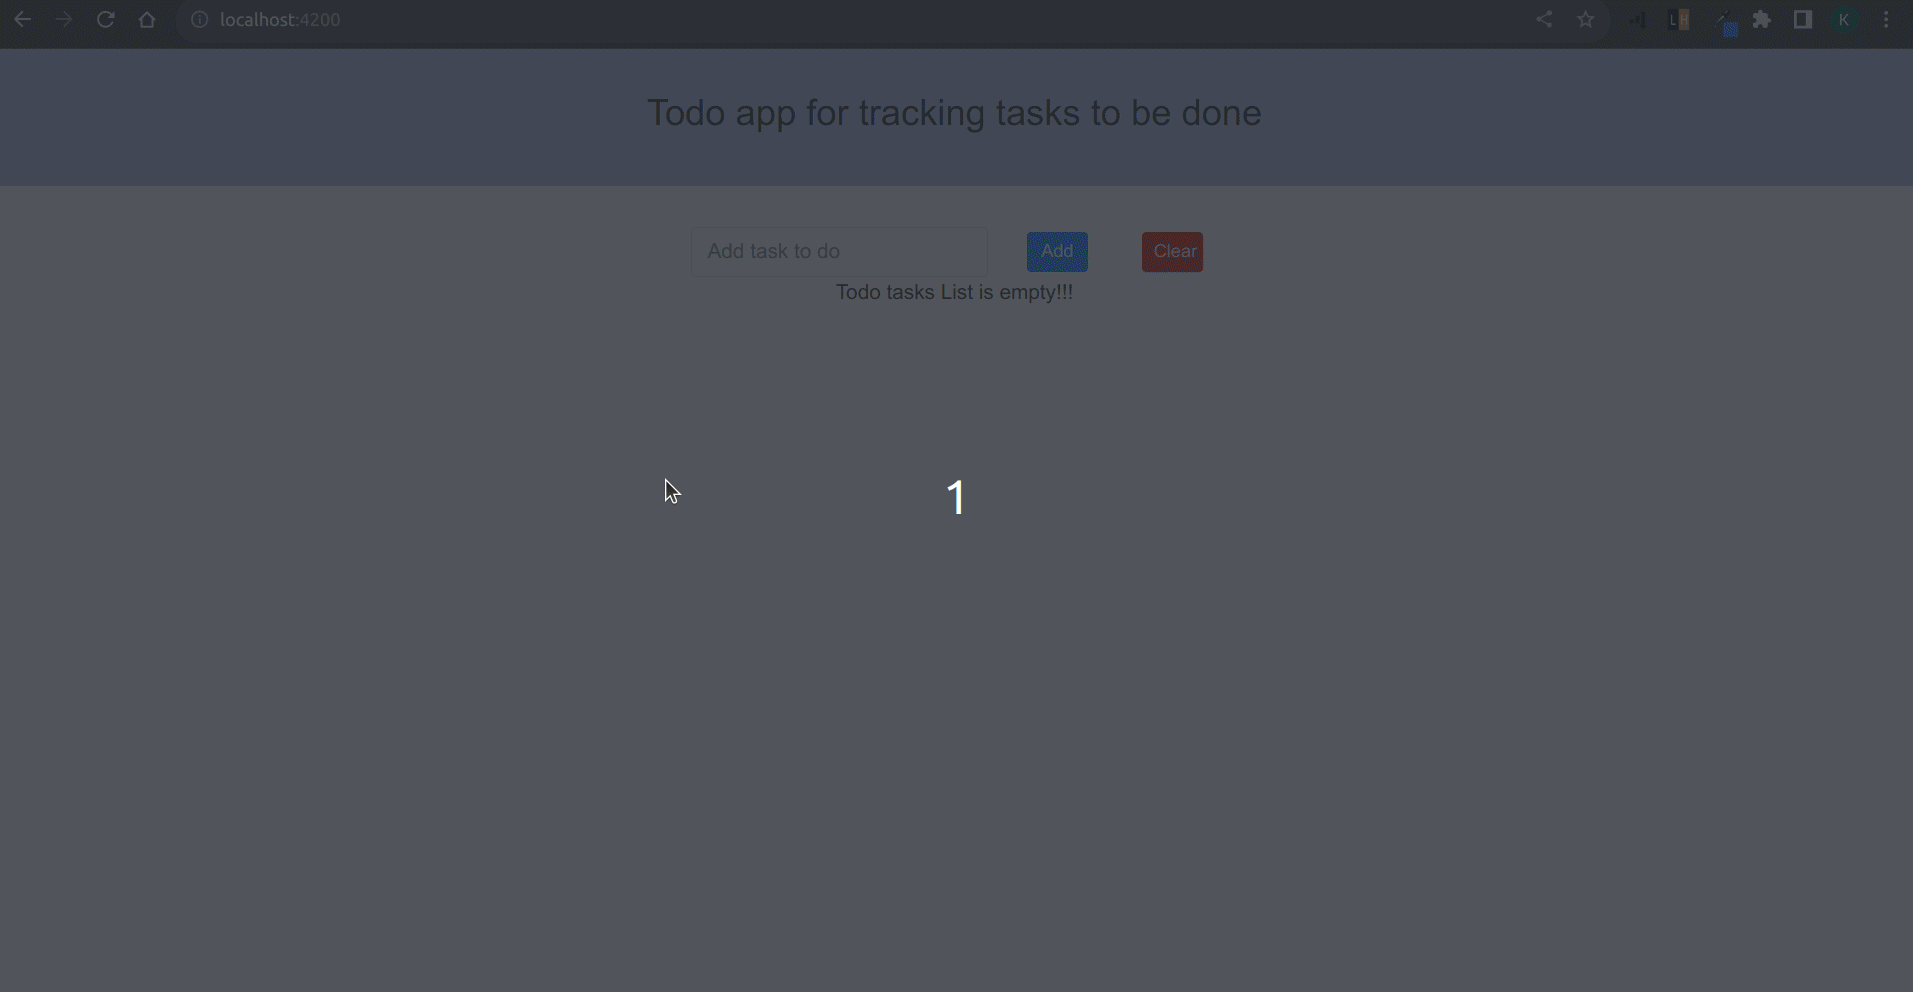 localhost:4200
L H
K
Todo app for tracking tasks to be done
Add task to do
Add
Clear
Todo tasks List is empty!!!
1